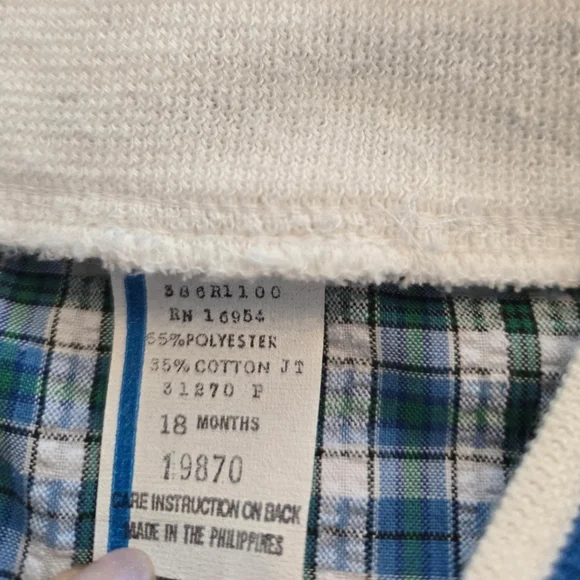 386R1100
RN 16954
65%POLYESTER
35%COTTON JT
31270 P
18 MONTHS
19870
CARE INSTRUCTION ON BACK
MADE IN THE PHILIPPINES